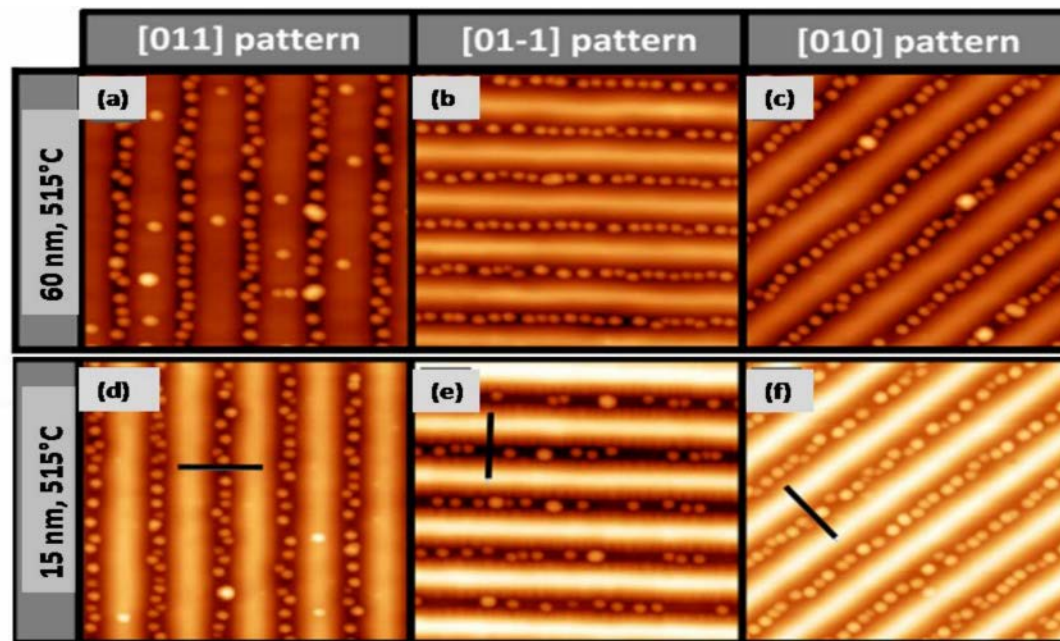 [011] pattern
[01-1] pattern
[010] pattern
60 nm, 515°C
(a)
(b)
(c)
15 nm, 515°C
(d)
(e)
(f)